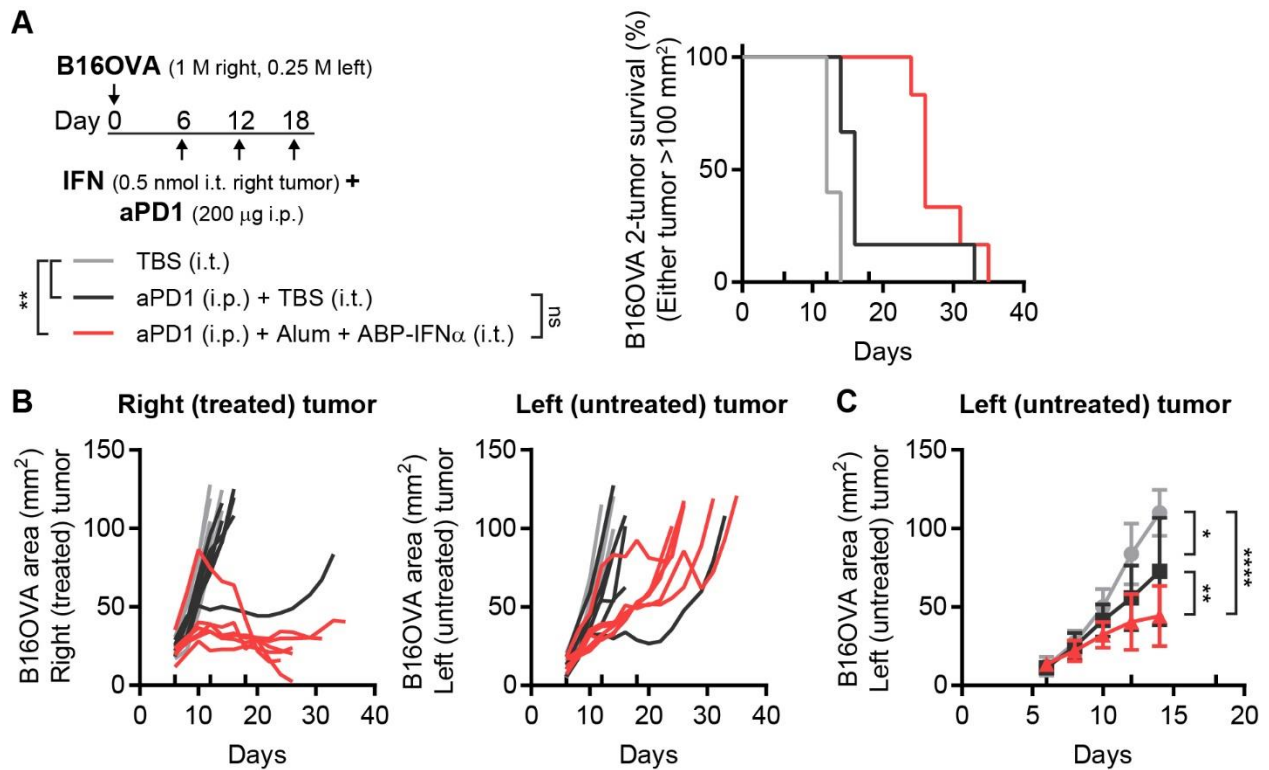 A
B16OVA (1 M right, 0.25 M left)
Day 0 6 12 18
IFN (0.5 nmol i.t. right tumor) +
aPD1 (200 μg i.p.)
TBS (i.t.)
aPD1 (i.p.) + TBS (i.t.)
aPD1 (i.p.) + Alum + ABP-IFNα (i.t.)
**
ns
B16OVA 2-tumor survival (%)
(Either tumor >100 mm²)
100
50
0
0 10 20 30 40
Days
B
Right (treated) tumor
B16OVA area (mm²)
Right (treated) tumor
150
100
50
0
0 10 20 30 40
Days
Left (untreated) tumor
B16OVA area (mm²)
Left (untreated) tumor
150
100
50
0
0 10 20 30 40
Days
C
Left (untreated) tumor
B16OVA area (mm²)
Left (untreated) tumor
150
100
50
0
0 5 10 15 20
Days
*
**
****